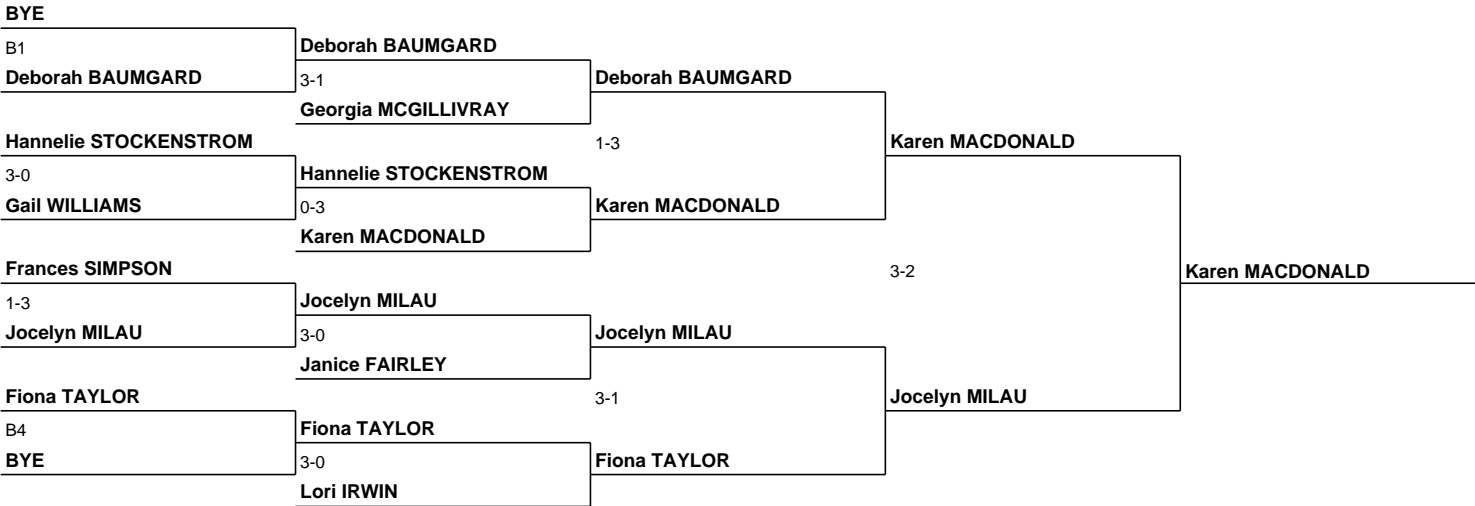 BYE
B1
Deborah BAUMGARD
Deborah BAUMGARD
3-1
Georgia MCGILLIVRAY
Deborah BAUMGARD
Hannelie STOCKENSTROM
3-0
Gail WILLIAMS
Hannelie STOCKENSTROM
0-3
Karen MACDONALD
1-3
Karen MACDONALD
Karen MACDONALD
Frances SIMPSON
1-3
Jocelyn MILAU
Jocelyn MILAU
3-0
Janice FAIRLEY
Jocelyn MILAU
Fiona TAYLOR
B4
BYE
Fiona TAYLOR
3-0
Lori IRWIN
3-1
Fiona TAYLOR
Jocelyn MILAU
3-2
Karen MACDONALD